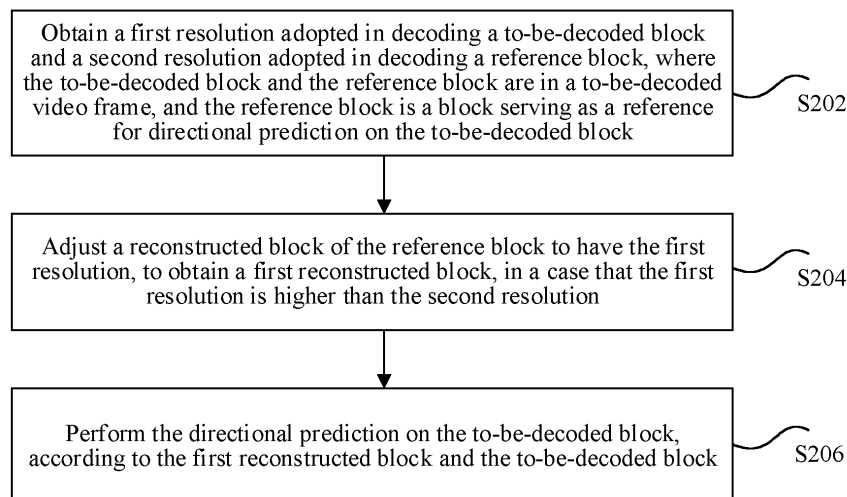 Obtain a first resolution adopted in decoding a to-be-decoded block
and a second resolution adopted in decoding a reference block, where
the to-be-decoded block and the reference block are in a to-be-decoded
video frame, and the reference block is a block serving as a reference
for directional prediction on the to-be-decoded block
S202
Adjust a reconstructed block of the reference block to have the first
resolution, to obtain a first reconstructed block, in a case that the first
resolution is higher than the second resolution
S204
Perform the directional prediction on the to-be-decoded block,
according to the first reconstructed block and the to-be-decoded block
S206